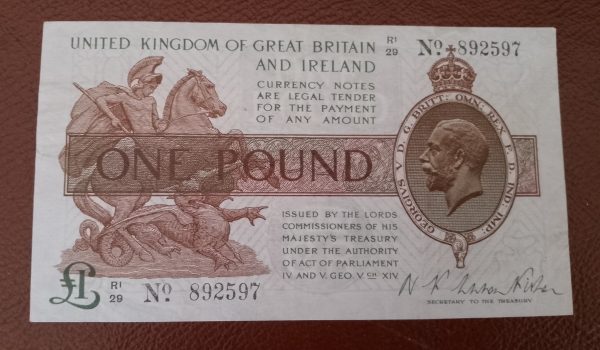 UNITED KINGDOM OF GREAT BRITAIN
AND IRELAND
R1/29 No 892597
CURRENCY NOTES
ARE LEGAL TENDER
FOR THE PAYMENT
OF ANY AMOUNT
GEORGIVS V D.G. BRITT: OMN: REX F.D. IND: IMP:
ONE POUND
ISSUED BY THE LORDS
COMMISSIONERS OF HIS
MAJESTY'S TREASURY
UNDER THE AUTHORITY
OF ACT OF PARLIAMENT
IV AND V. GEO. V. CH. XIV.
£1 R1/29 No 892597
SECRETARY TO THE TREASURY